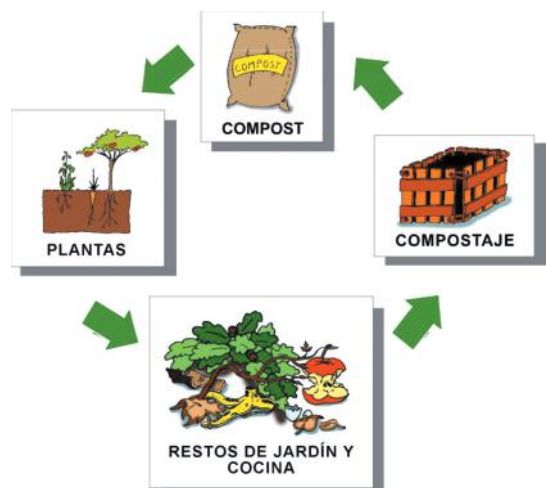 COMPOST
COMPOST
PLANTAS
COMPOSTAJE
RESTOS DE JARDÍN Y
COCINA